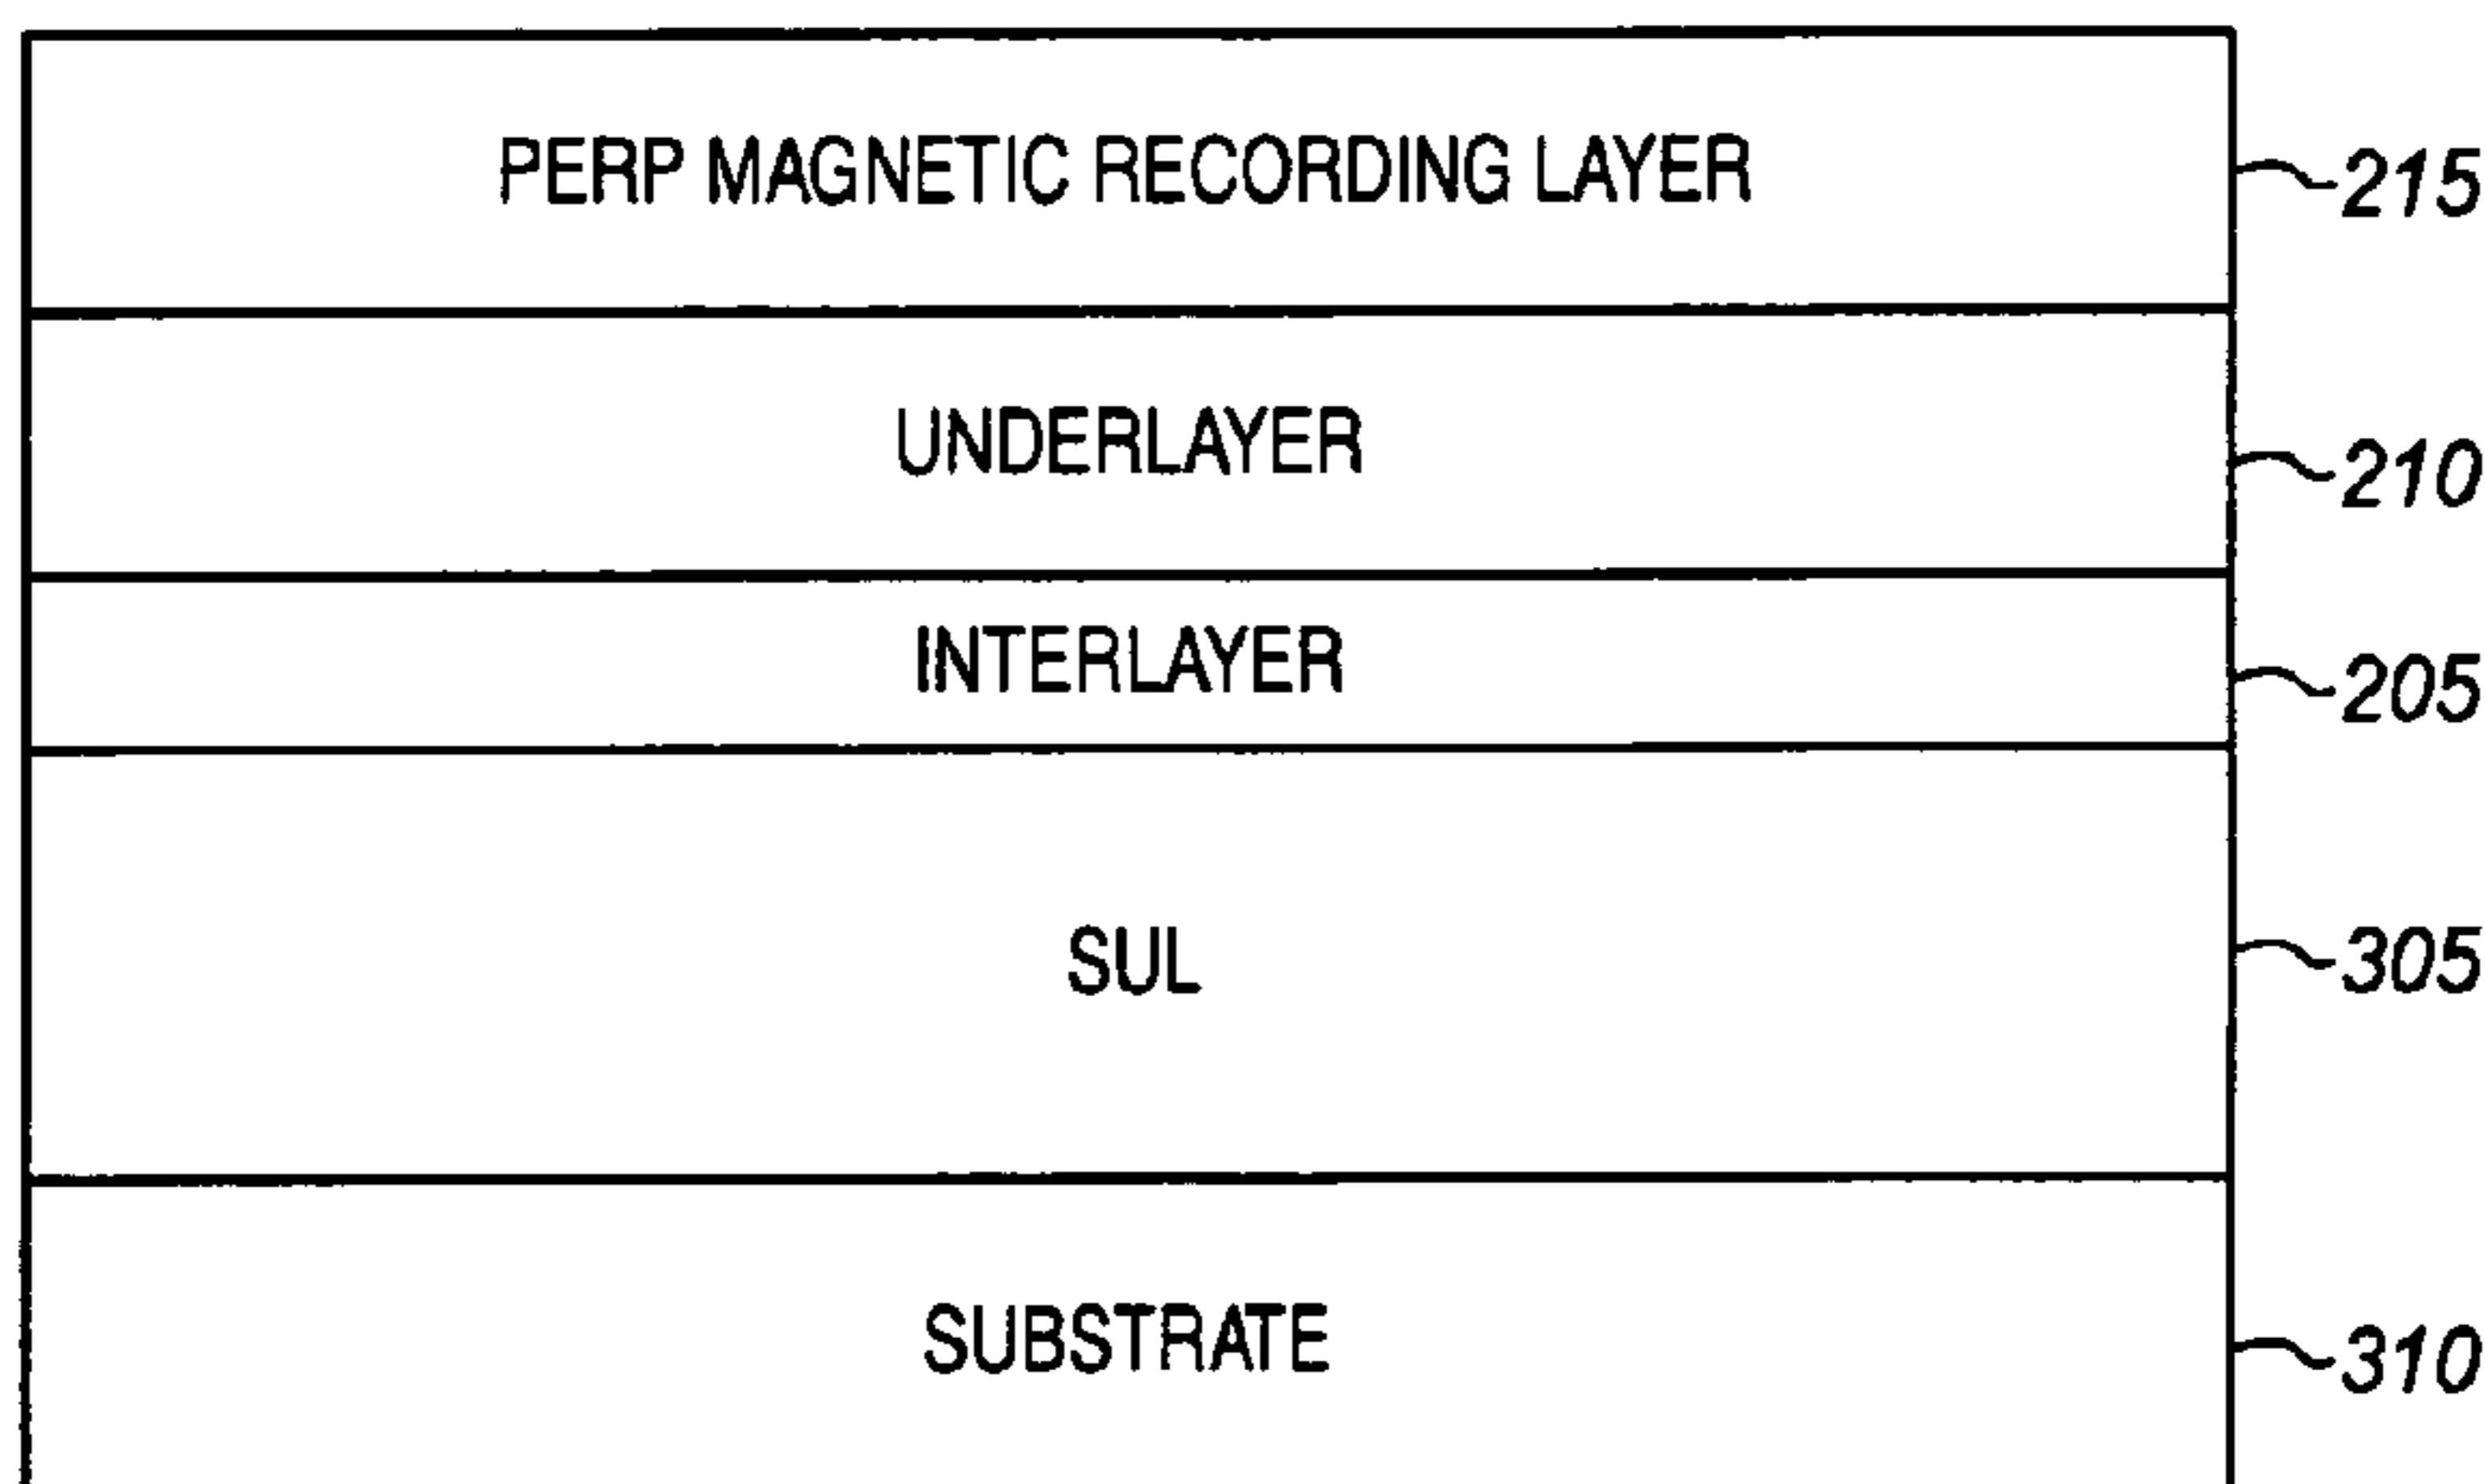 PERP MAGNETIC RECORDING LAYER 215
UNDERLAYER 210
INTERLAYER 205
SUL 305
SUBSTRATE 310